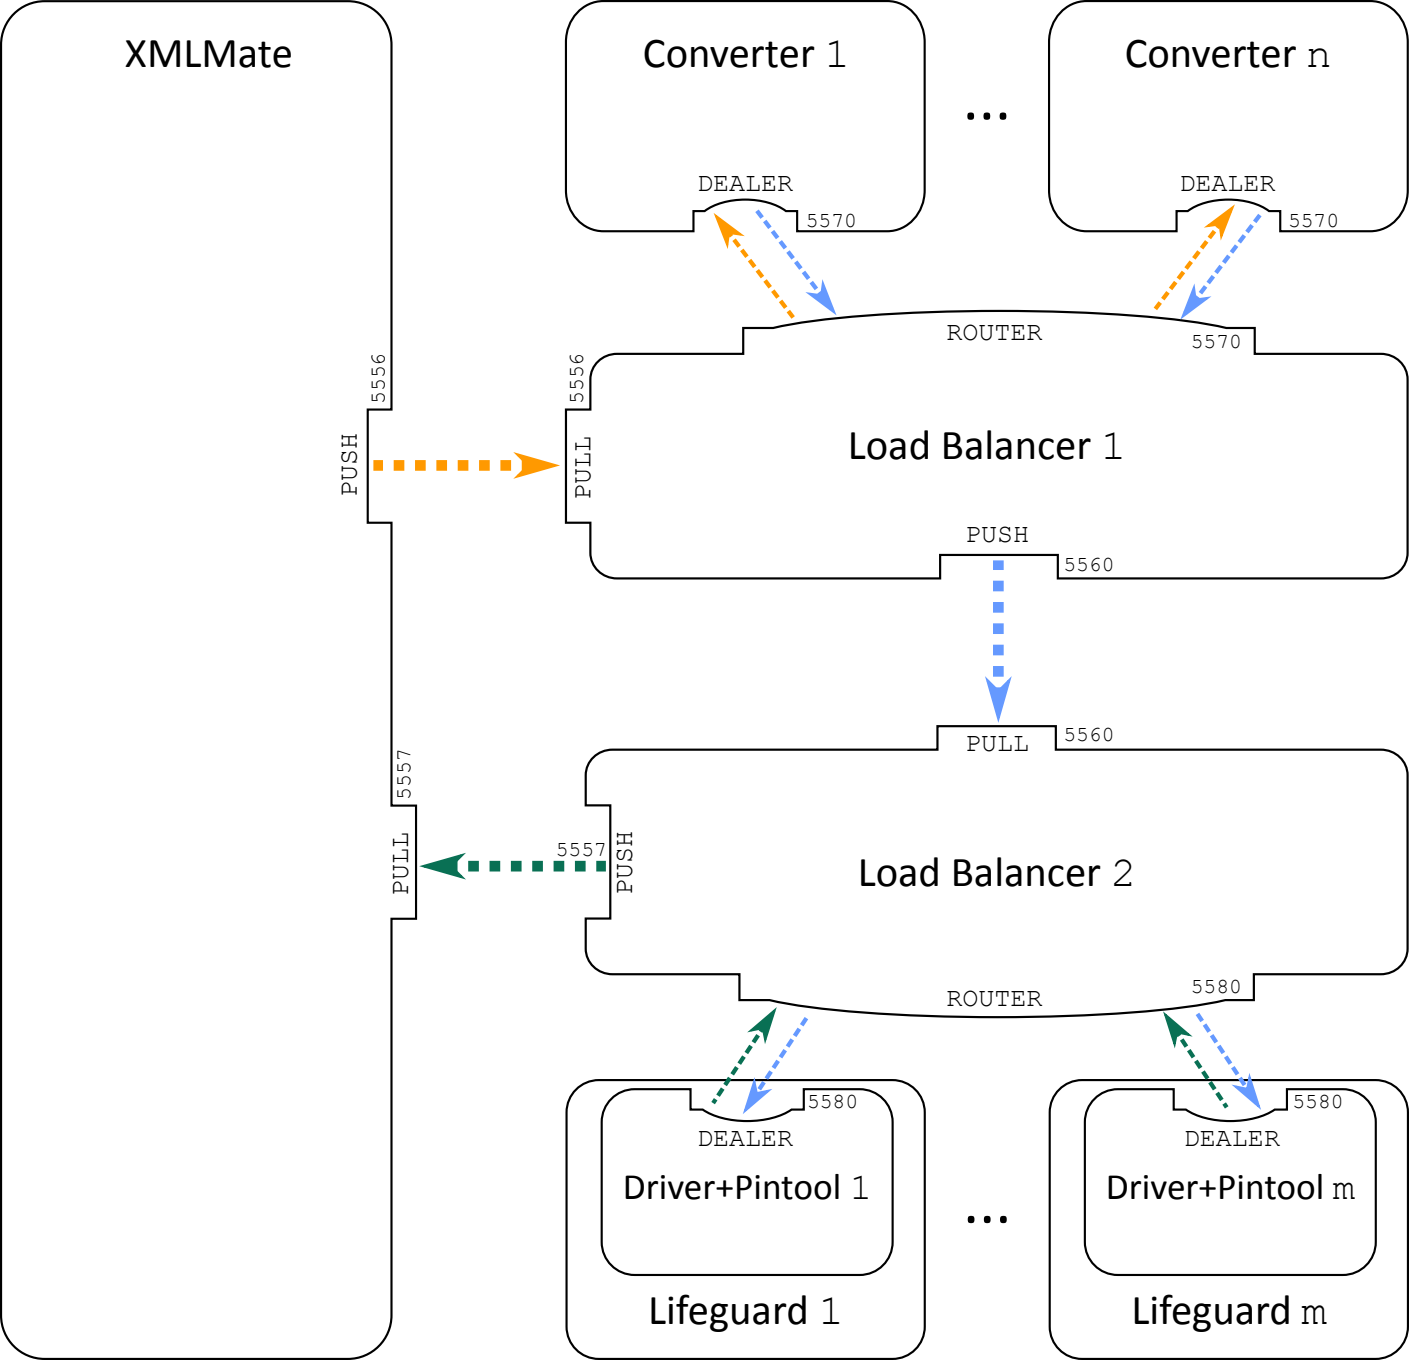 XMLMate
Converter 1
...
Converter n
DEALER
5570
DEALER
5570
ROUTER
5570
5556
PUSH
5556
PULL
Load Balancer 1
PUSH
5560
PULL
5560
5557
PULL
5557
PUSH
Load Balancer 2
ROUTER
5580
5580
DEALER
Driver+Pintool 1
Lifeguard 1
...
5580
DEALER
Driver+Pintool m
Lifeguard m